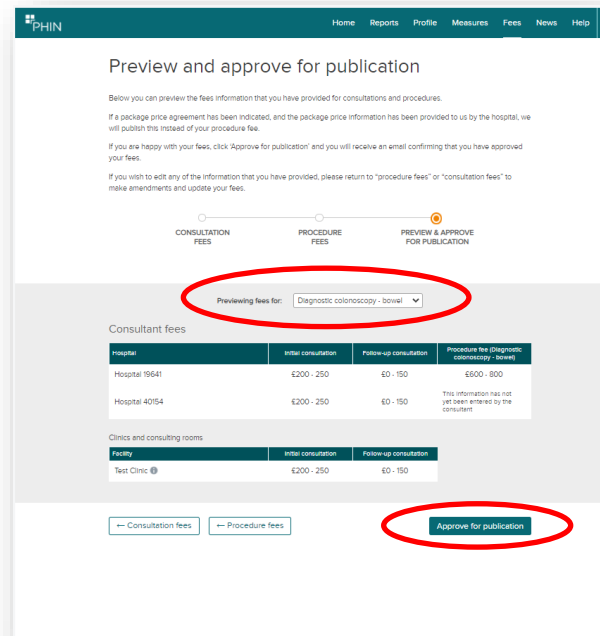 PHIN
Home Reports Profile Measures Fees News Help
Preview and approve for publication
Below you can preview the fees information that you have provided for consultations and procedures.
If a package price agreement has been indicated, and the package price information has been provided to us by the hospital, we
will publish this instead of your procedure fee.
If you are happy with your fees, click 'Approve for publication' and you will receive an email confirming that you have approved
your fees.
If you wish to edit any of the information that you have provided, please return to "procedure fees" or "consultation fees" to
make amendments and update your fees.
CONSULTATION
FEES
PROCEDURE
FEES
PREVIEW & APPROVE
FOR PUBLICATION
Previewing fees for: Diagnostic colonoscopy - bowel
Consultant fees
Hospital Initial consultation Follow-up consultation Procedure fee (Diagnostic
colonoscopy - bowel)
Hospital 19641 £200 - 250 £0 - 150 £600 - 800
Hospital 40154 £200 - 250 £0 - 150 This information has not
yet been entered by the
consultant
Clinics and consulting rooms
Facility Initial consultation Follow-up consultation
Test Clinic £200 - 250 £0 - 150
← Consultation fees ← Procedure fees Approve for publication